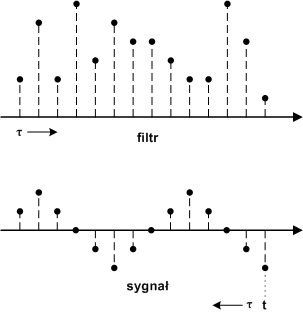 τ
filtr
sygnał
τ t